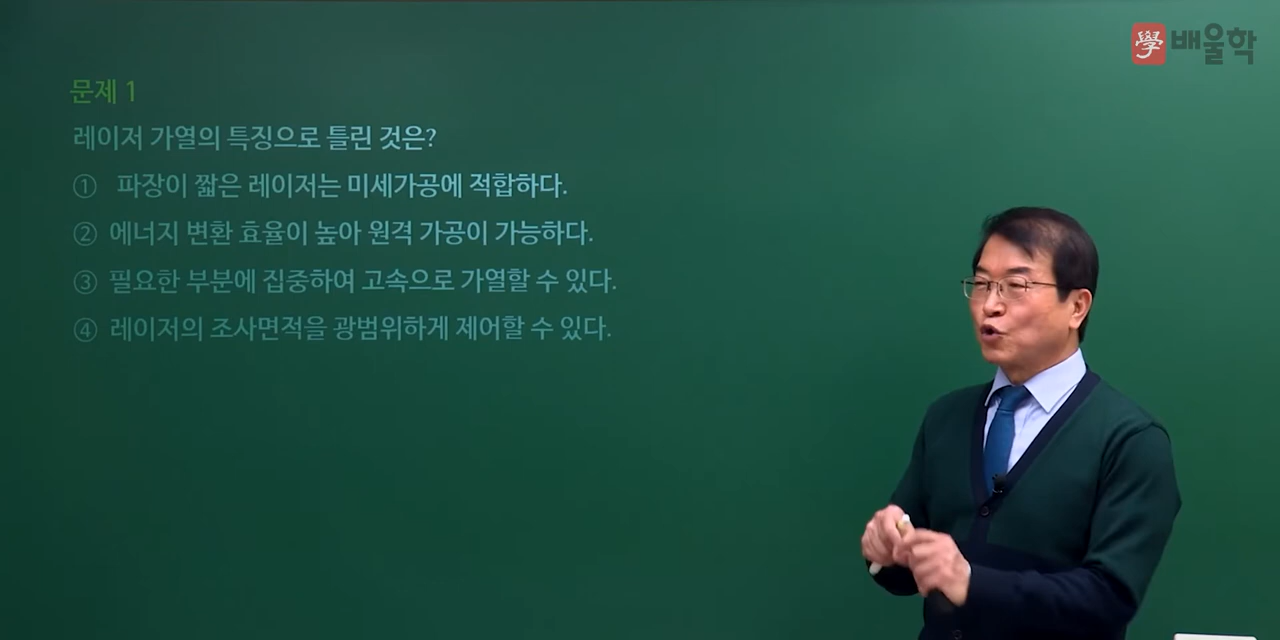 學 배울학
문제 1
레이저 가열의 특징으로 틀린 것은?
① 파장이 짧은 레이저는 미세가공에 적합하다.
② 에너지 변환 효율이 높아 원격 가공이 가능하다.
③ 필요한 부분에 집중하여 고속으로 가열할 수 있다.
④ 레이저의 조사면적을 광범위하게 제어할 수 있다.